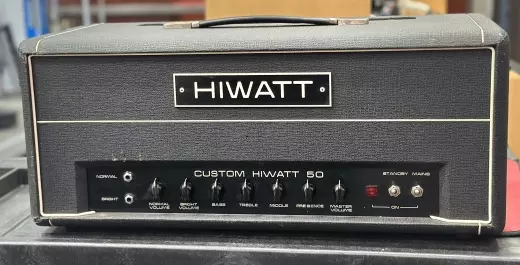 HIWATT
CUSTOM HIWATT 50
NORMAL
BRIGHT
NORMAL VOLUME
BRIGHT VOLUME
BASS
TREBLE
MIDDLE
PRESENCE
MASTER VOLUME
STANDBY MAINS
ON